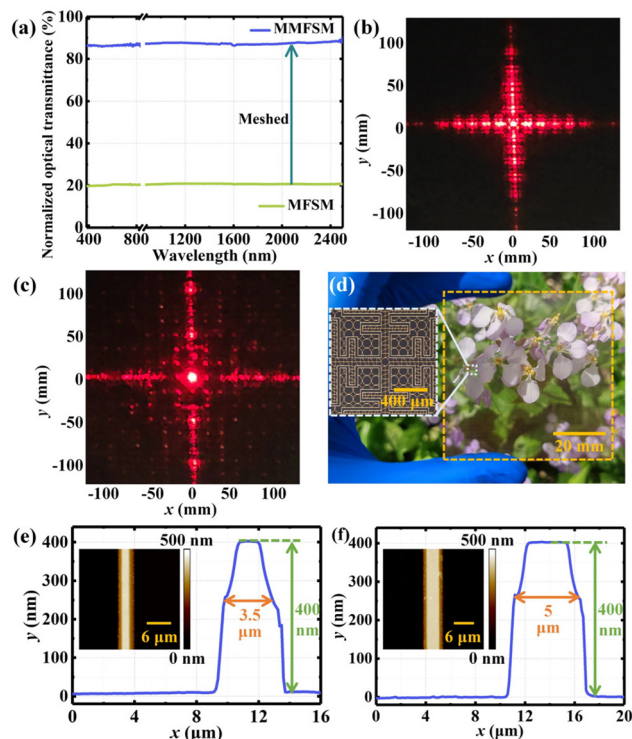 (a)
Normalized optical transmittance (%)
100
80
60
40
20
0
MMFSM
Meshed
MFSM
400
800
1200
1600
2000
2400
Wavelength (nm)
(b)
y (mm)
100
50
0
-50
-100
-100
-50
0
50
100
x (mm)
(c)
y (mm)
100
50
0
-50
-100
-100
-50
0
50
100
x (mm)
(d)
400 μm
20 mm
(e)
y (nm)
400
300
200
100
0
500 nm
6 μm
0 nm
3.5
μm
400
nm
0
4
8
12
16
x (μm)
(f)
y (nm)
400
300
200
100
0
500 nm
6 μm
0 nm
5
μm
400
nm
0
4
8
12
16
20
x (μm)